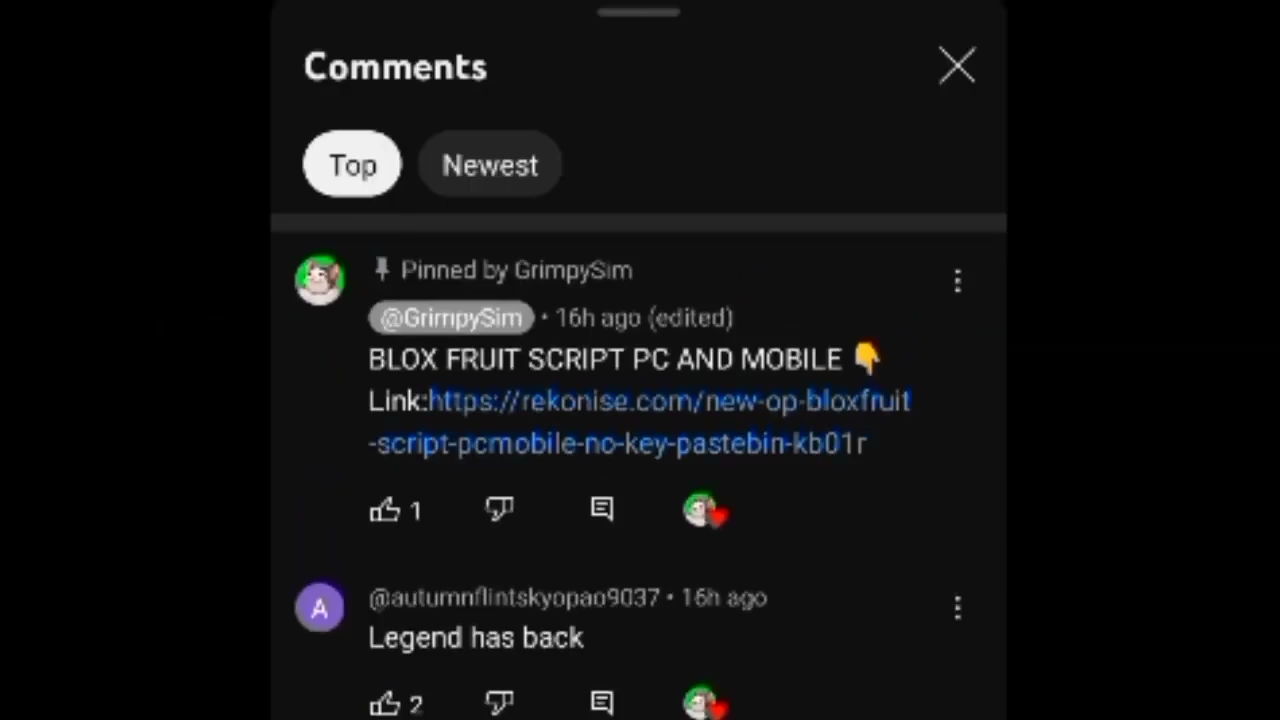 Comments
Top
Newest
Pinned by GrimpySim
@GrimpySim • 16h ago (edited)
BLOX FRUIT SCRIPT PC AND MOBILE 👇
Link:https://rekonise.com/new-op-bloxfruit
-script-pcmobile-no-key-pastebin-kb01r
1
A
@autumnflintskyopao9037 • 16h ago
Legend has back
2